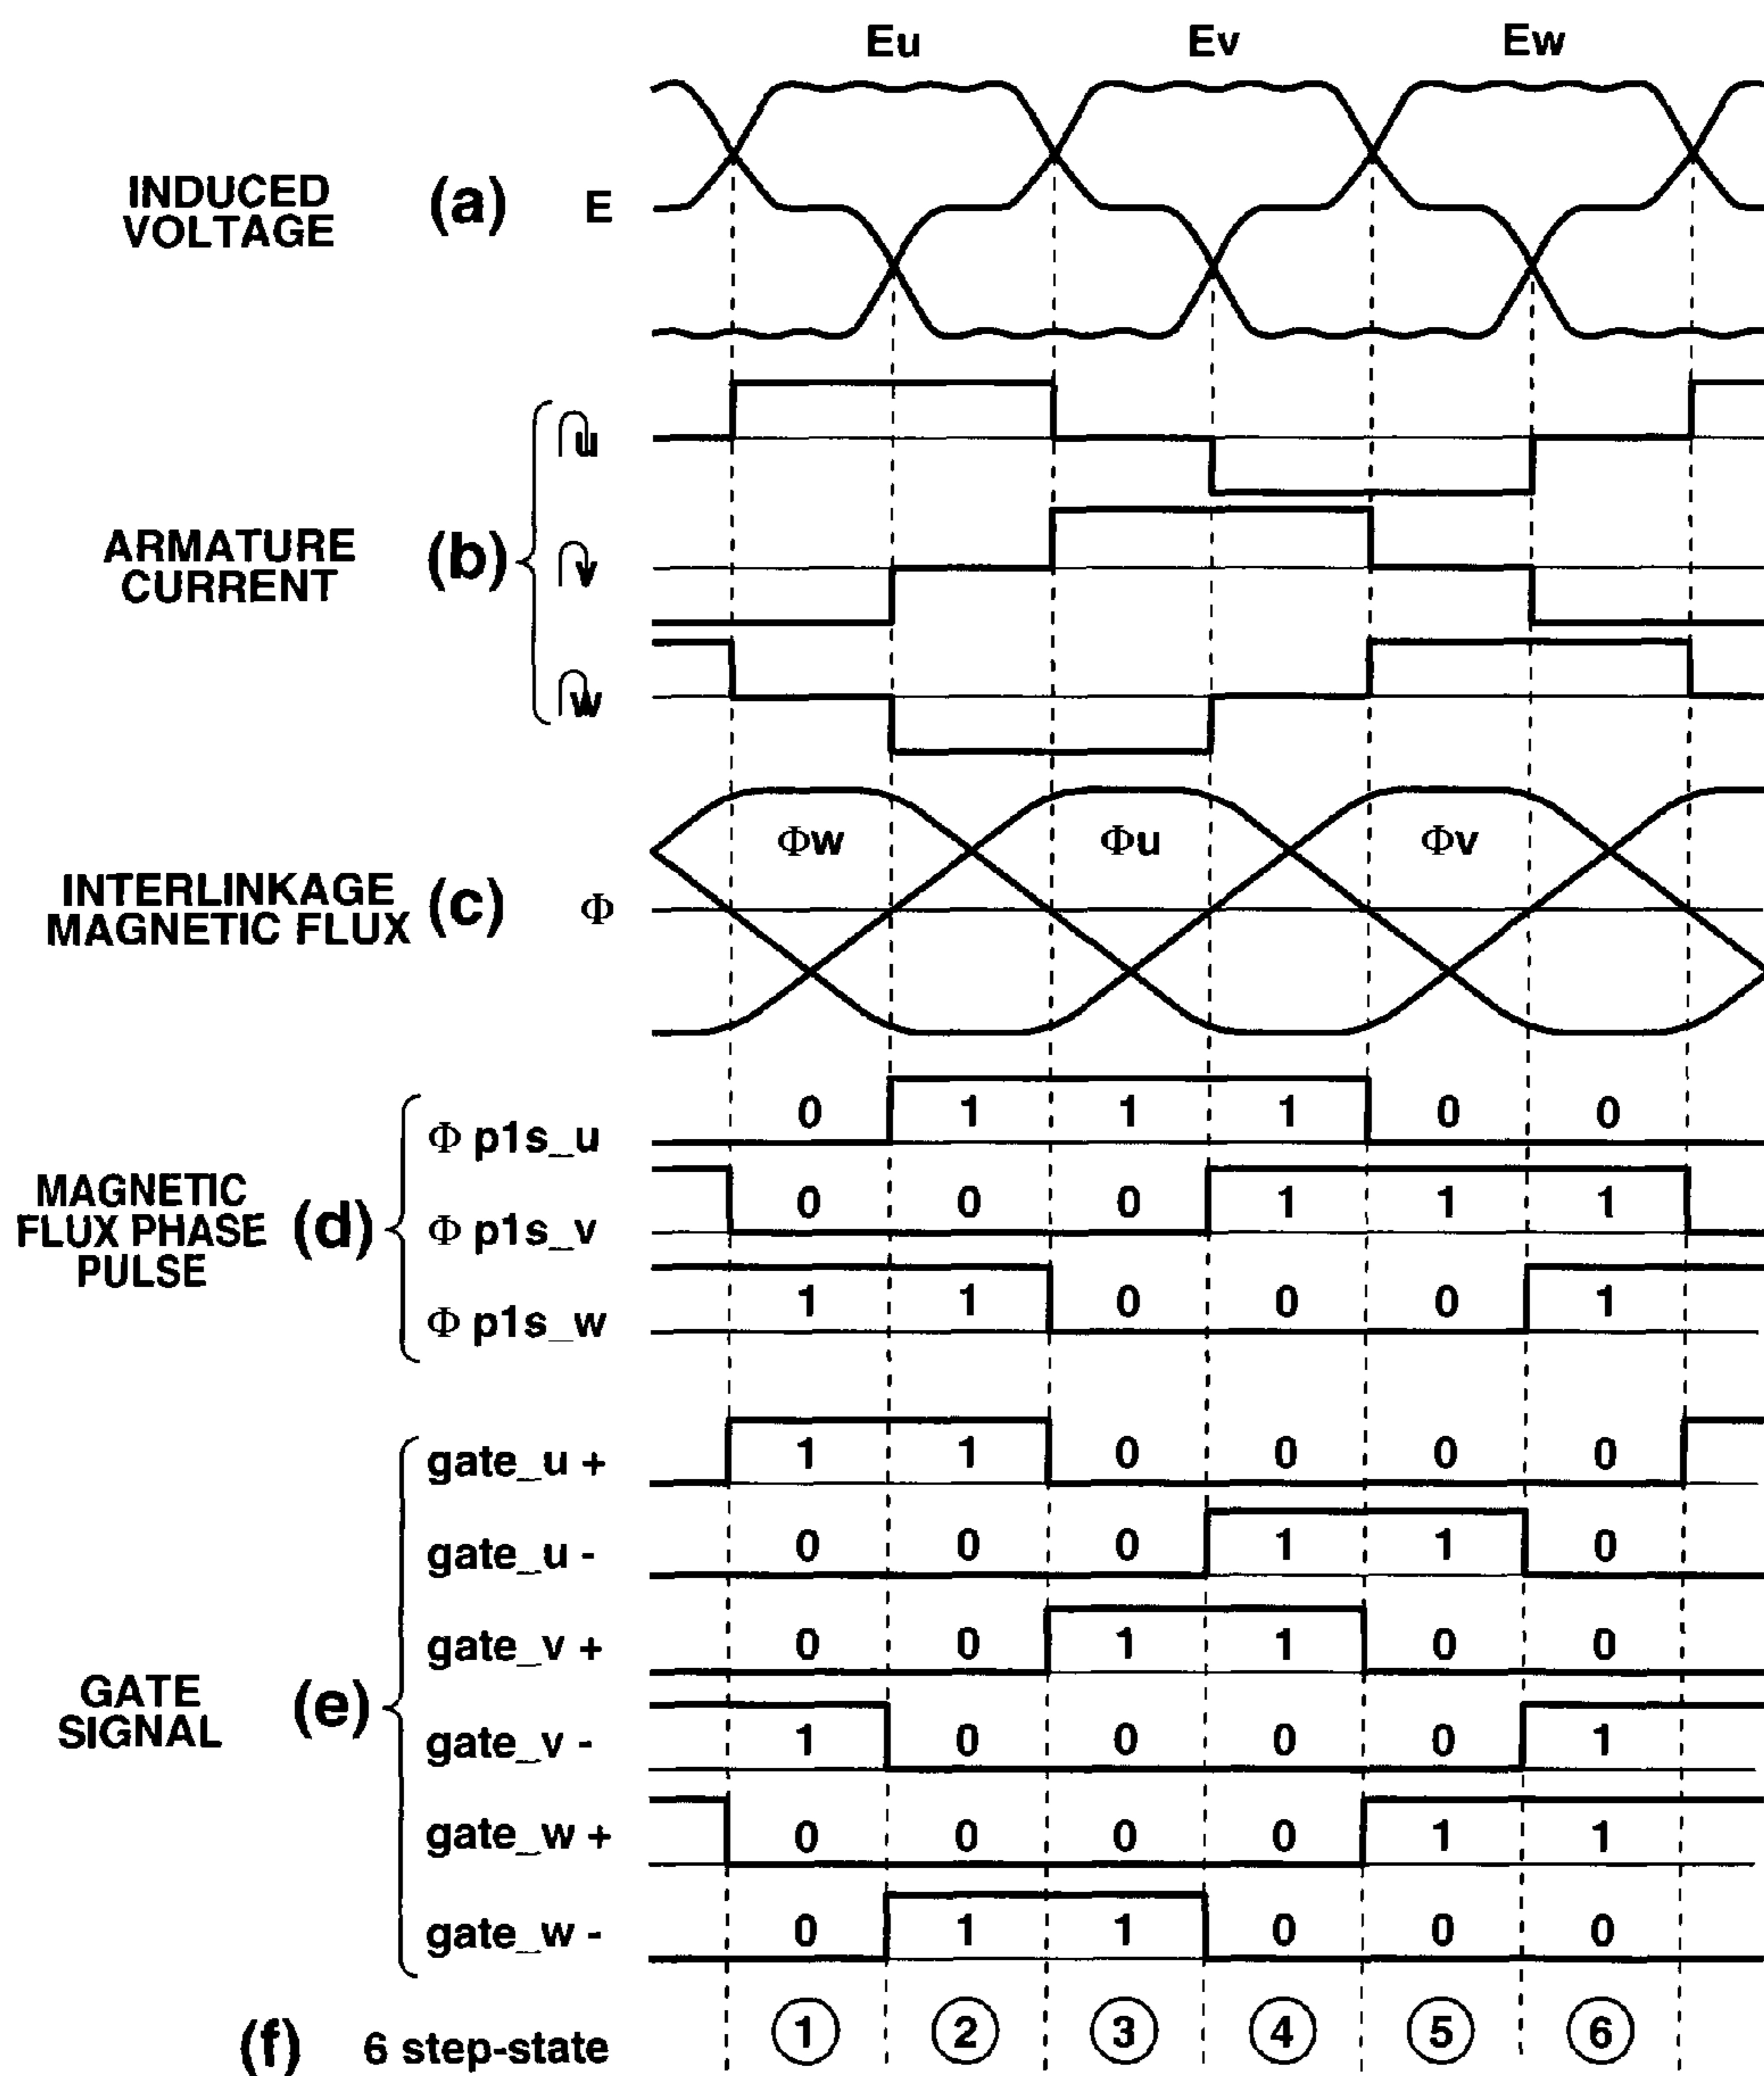 Eu Ev Ew
INDUCED
VOLTAGE
(a) E
ARMATURE
CURRENT
(b)
u
v
w
Φw Φu Φv
INTERLINKAGE
MAGNETIC FLUX
(c) Φ
MAGNETIC
FLUX PHASE
PULSE
(d)
Φ p1s_u 0 1 1 1 0 0
Φ p1s_v 0 0 0 1 1 1
Φ p1s_w 1 1 0 0 0 1
GATE
SIGNAL
(e)
gate_u + 1 1 0 0 0 0
gate_u - 0 0 0 1 1 0
gate_v + 0 0 1 1 0 0
gate_v - 1 0 0 0 0 1
gate_w + 0 0 0 0 1 1
gate_w - 0 1 1 0 0 0
(f) 6 step-state ① ② ③ ④ ⑤ ⑥